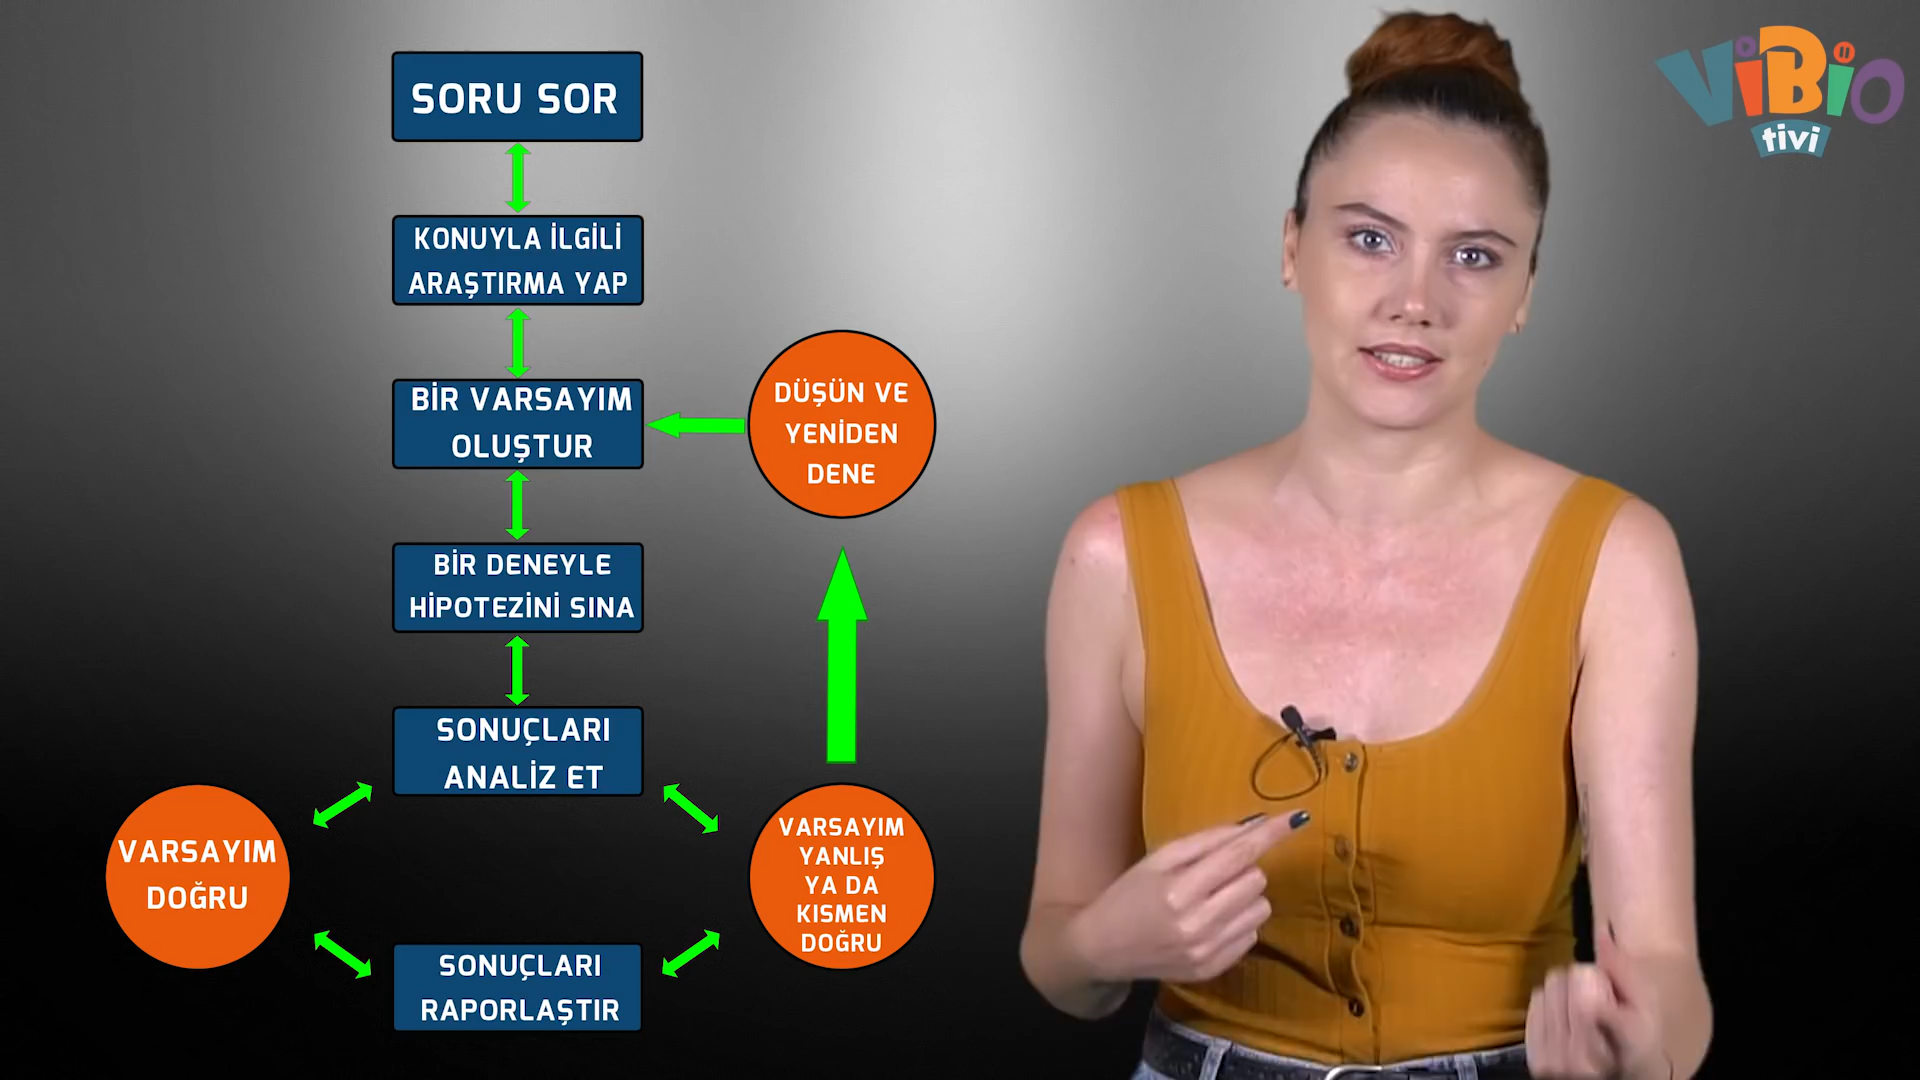 SORU SOR
KONUYLA İLGİLİ
ARAŞTIRMA YAP
BİR VARSAYIM
OLUŞTUR
DÜŞÜN VE
YENİDEN
DENE
BİR DENEYLE
HİPOTEZİNİ SINA
SONUÇLARI
ANALİZ ET
VARSAYIM
DOĞRU
VARSAYIM
YANLIŞ
YA DA
KISMEN
DOĞRU
SONUÇLARI
RAPORLAŞTIR
ViBiO
tivi